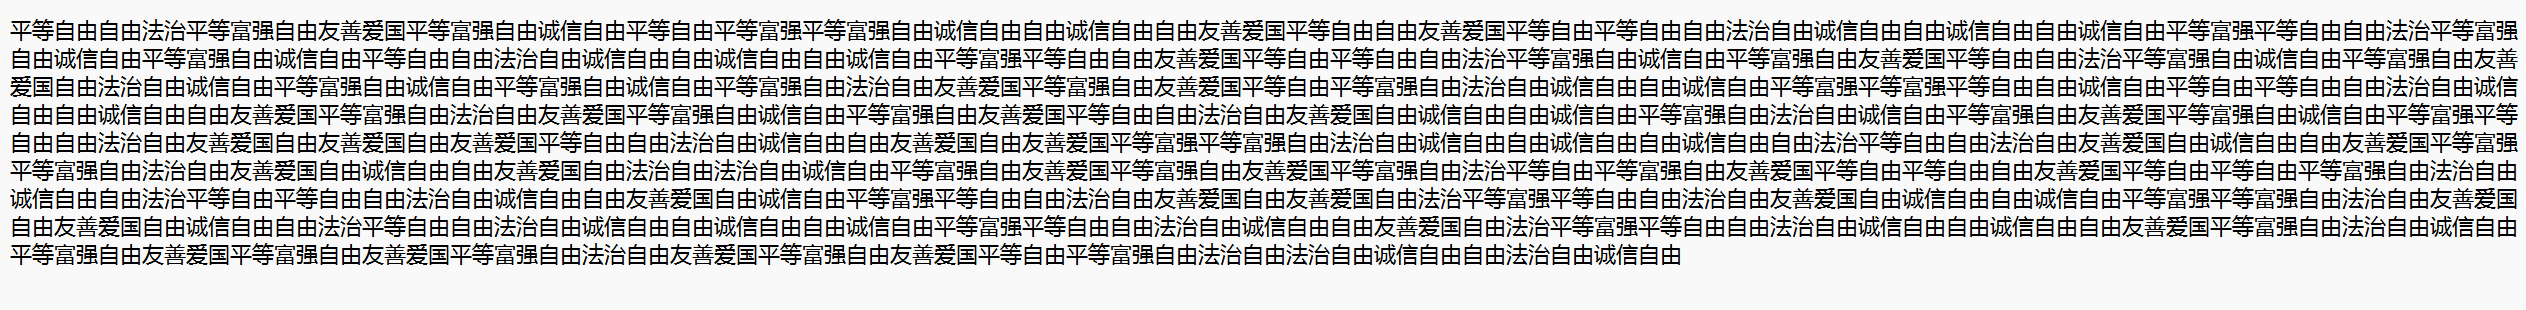 平等自由自由法治平等富强自由友善爱国平等富强自由诚信自由平等自由平等富强平等富强自由诚信自由自由诚信自由自由友善爱国平等自由自由友善爱国平等自由平等自由自由法治自由诚信自由自由诚信自由自由诚信自由平等富强平等自由自由法治平等富强
自由诚信自由平等富强自由诚信自由平等自由自由法治自由诚信自由自由诚信自由自由诚信自由平等富强平等自由自由友善爱国平等自由平等自由自由法治平等富强自由诚信自由平等富强自由友善爱国平等自由自由法治平等富强自由诚信自由平等富强自由友善
爱国自由法治自由诚信自由平等富强自由诚信自由平等富强自由诚信自由平等富强自由法治自由友善爱国平等富强自由友善爱国平等自由平等富强自由法治自由诚信自由自由诚信自由平等富强平等富强平等自由自由诚信自由平等自由平等自由自由法治自由诚信
自由自由诚信自由自由友善爱国平等富强自由法治自由友善爱国平等富强自由诚信自由平等富强自由友善爱国平等自由自由法治自由友善爱国自由诚信自由自由诚信自由平等富强自由法治自由诚信自由平等富强自由友善爱国平等富强自由诚信自由平等富强平等
自由自由法治自由友善爱国自由友善爱国自由友善爱国平等自由自由法治自由诚信自由自由友善爱国自由友善爱国平等富强平等富强自由法治自由诚信自由自由诚信自由自由诚信自由自由法治平等自由自由法治自由友善爱国自由诚信自由自由友善爱国平等富强
平等富强自由法治自由友善爱国自由诚信自由自由友善爱国自由法治自由法治自由诚信自由平等富强自由友善爱国平等富强自由友善爱国平等富强自由法治平等自由平等富强自由友善爱国平等自由平等自由自由友善爱国平等自由平等自由平等富强自由法治自由
诚信自由自由法治平等自由平等自由自由法治自由诚信自由自由友善爱国自由诚信自由平等富强平等自由自由法治自由友善爱国自由友善爱国自由法治平等富强平等自由自由法治自由友善爱国自由诚信自由自由诚信自由平等富强平等富强自由法治自由友善爱国
自由友善爱国自由诚信自由自由法治平等自由自由法治自由诚信自由自由诚信自由自由诚信自由平等富强平等自由自由法治自由诚信自由自由友善爱国自由法治平等富强平等自由自由法治自由诚信自由自由诚信自由自由友善爱国平等富强自由法治自由诚信自由
平等富强自由友善爱国平等富强自由友善爱国平等富强自由法治自由友善爱国平等富强自由友善爱国平等自由平等富强自由法治自由法治自由诚信自由自由法治自由诚信自由